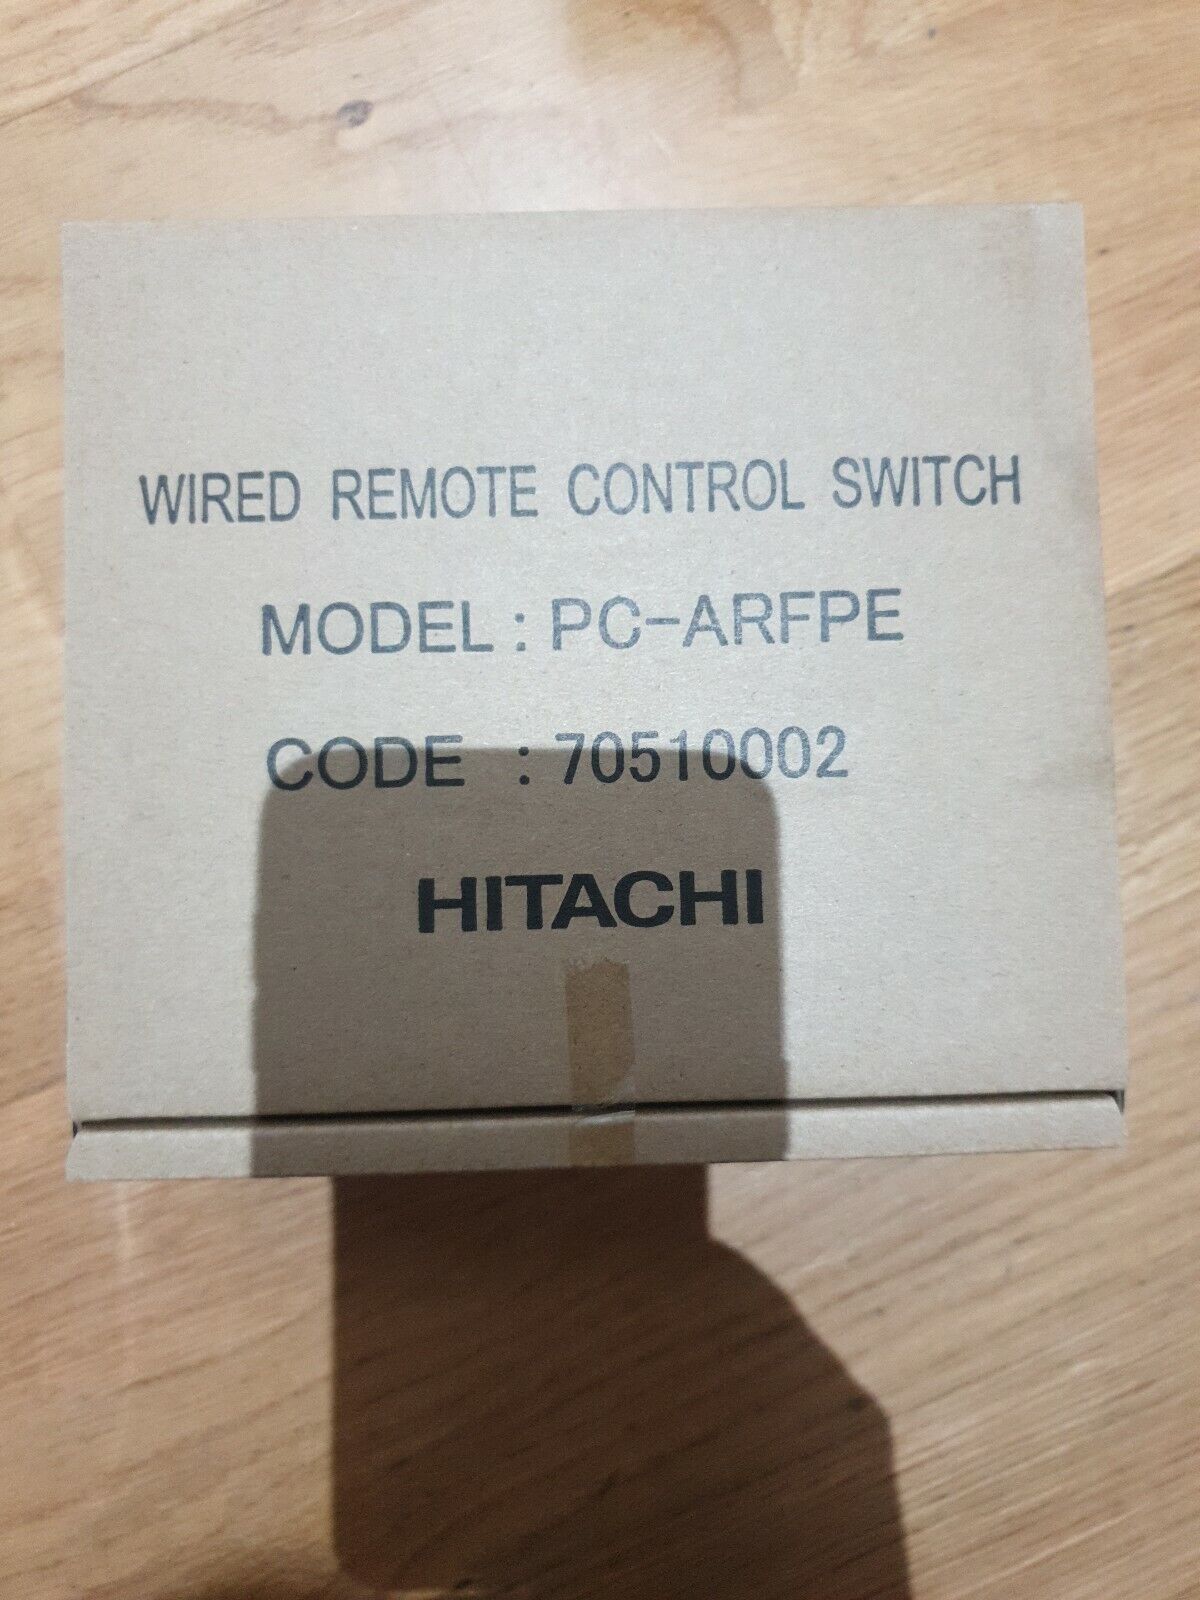 WIRED REMOTE CONTROL SWITCH
MODEL : PC-ARFPE
CODE : 70510002
HITACHI